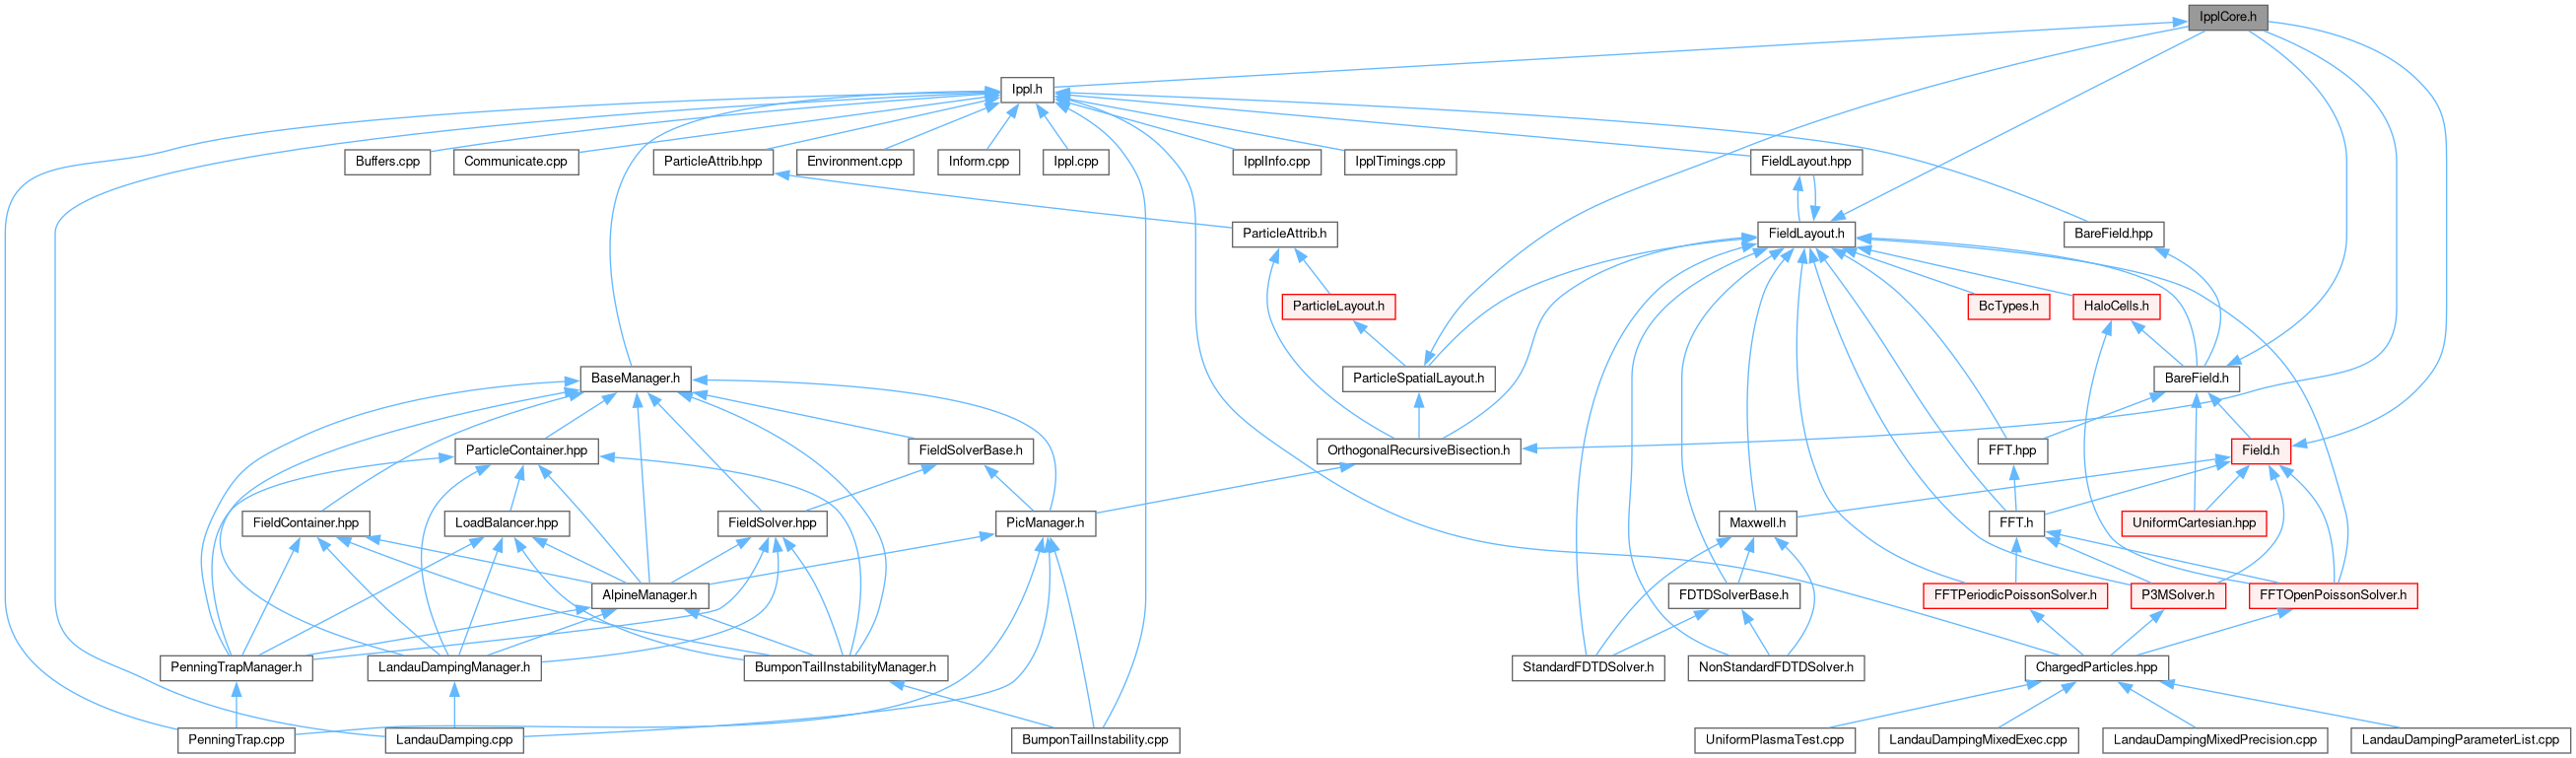 IpplCore.h
Ippl.h
Buffers.cpp
Communicate.cpp
ParticleAttrib.hpp
Environment.cpp
Inform.cpp
Ippl.cpp
IpplInfo.cpp
IpplTimings.cpp
FieldLayout.hpp
ParticleAttrib.h
FieldLayout.h
BareField.hpp
ParticleLayout.h
BcTypes.h
HaloCells.h
BaseManager.h
ParticleSpatialLayout.h
BareField.h
ParticleContainer.hpp
FieldSolverBase.h
OrthogonalRecursiveBisection.h
FFT.hpp
Field.h
FieldContainer.hpp
LoadBalancer.hpp
FieldSolver.hpp
PicManager.h
Maxwell.h
FFT.h
UniformCartesian.hpp
AlpineManager.h
FDTDSolverBase.h
FFTPeriodicPoissonSolver.h
P3MSolver.h
FFTOpenPoissonSolver.h
PenningTrapManager.h
LandauDampingManager.h
BumponTailInstabilityManager.h
StandardFDTDSolver.h
NonStandardFDTDSolver.h
ChargedParticles.hpp
PenningTrap.cpp
LandauDamping.cpp
BumponTailInstability.cpp
UniformPlasmaTest.cpp
LandauDampingMixedExec.cpp
LandauDampingMixedPrecision.cpp
LandauDampingParameterList.cpp